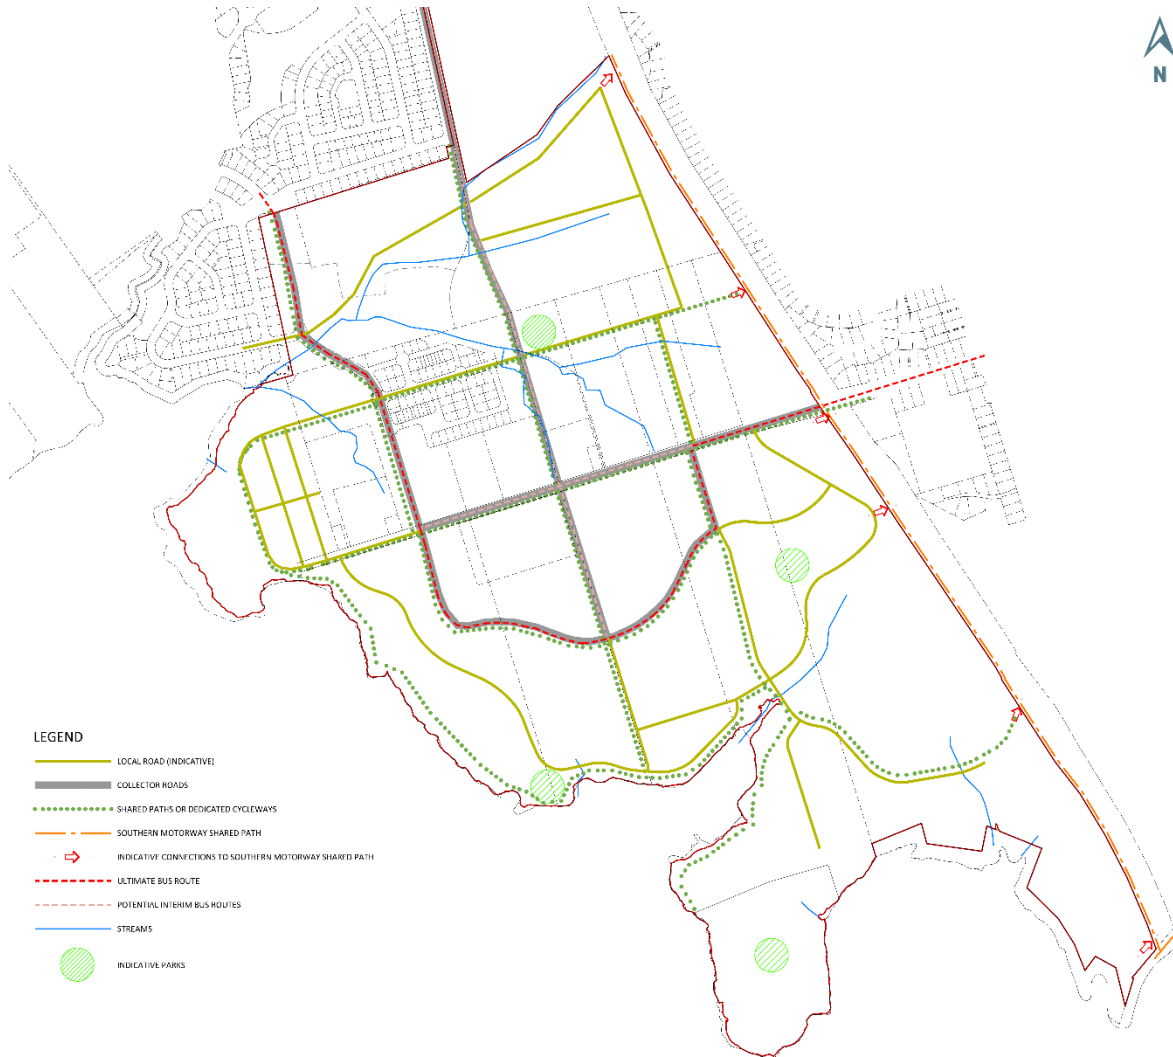 N
LEGEND
LOCAL ROAD (INDICATIVE)
COLLECTOR ROADS
SHARED PATHS OR DEDICATED CYCLEWAYS
SOUTHERN MOTORWAY SHARED PATH
INDICATIVE CONNECTIONS TO SOUTHERN MOTORWAY SHARED PATH
ULTIMATE BUS ROUTE
POTENTIAL INTERIM BUS ROUTES
STREAMS
INDICATIVE PARKS